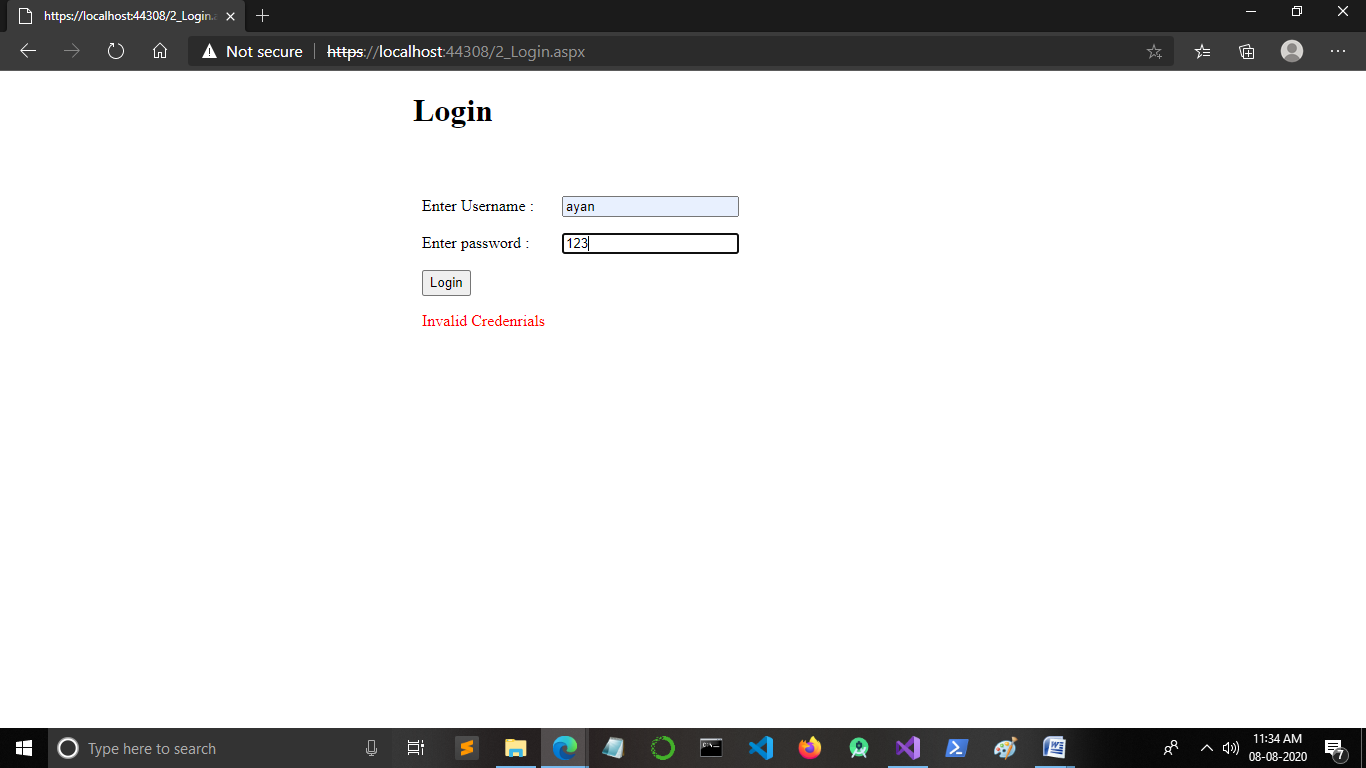 https://localhost:44308/2_Login.a
Not secure https://localhost:44308/2_Login.aspx
Login
Enter Username : ayan
Enter password : 123
Login
Invalid Credenrials
Type here to search
11:34 AM
08-08-2020
7